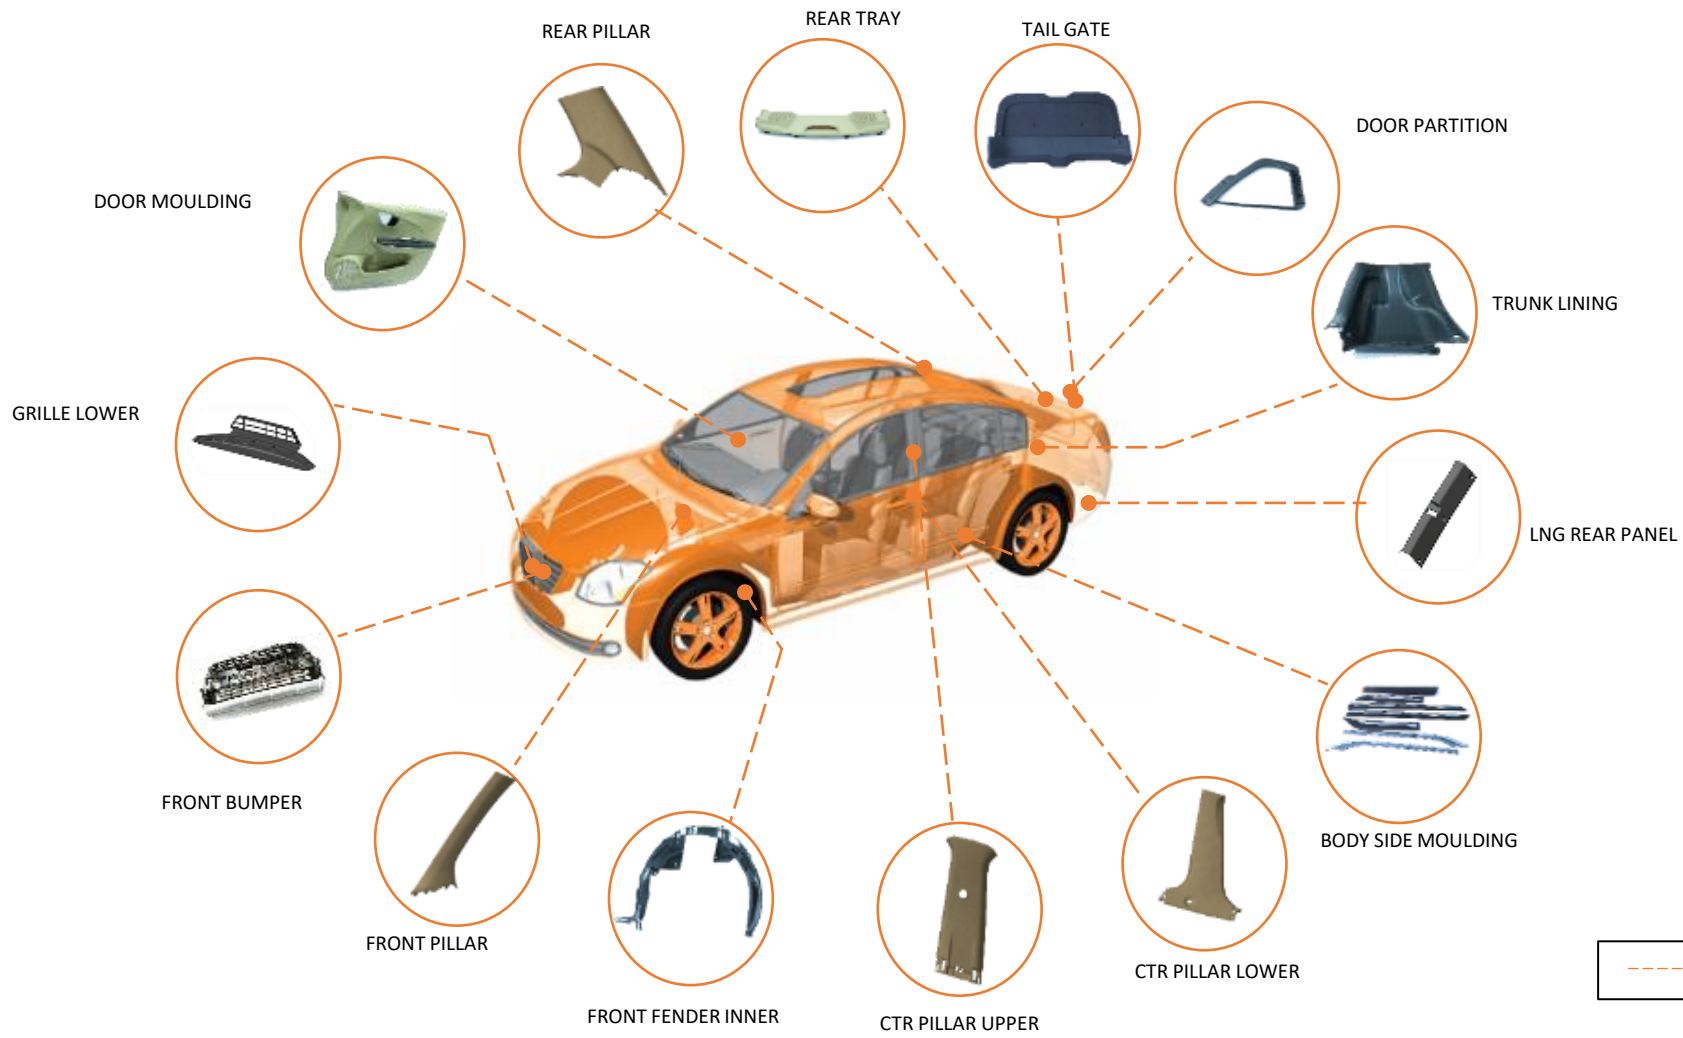 REAR TRAY
REAR PILLAR
TAIL GATE
DOOR PARTITION
DOOR MOULDING
TRUNK LINING
GRILLE LOWER
LNG REAR PANEL
FRONT BUMPER
BODY SIDE MOULDING
FRONT PILLAR
CTR PILLAR LOWER
FRONT FENDER INNER
CTR PILLAR UPPER